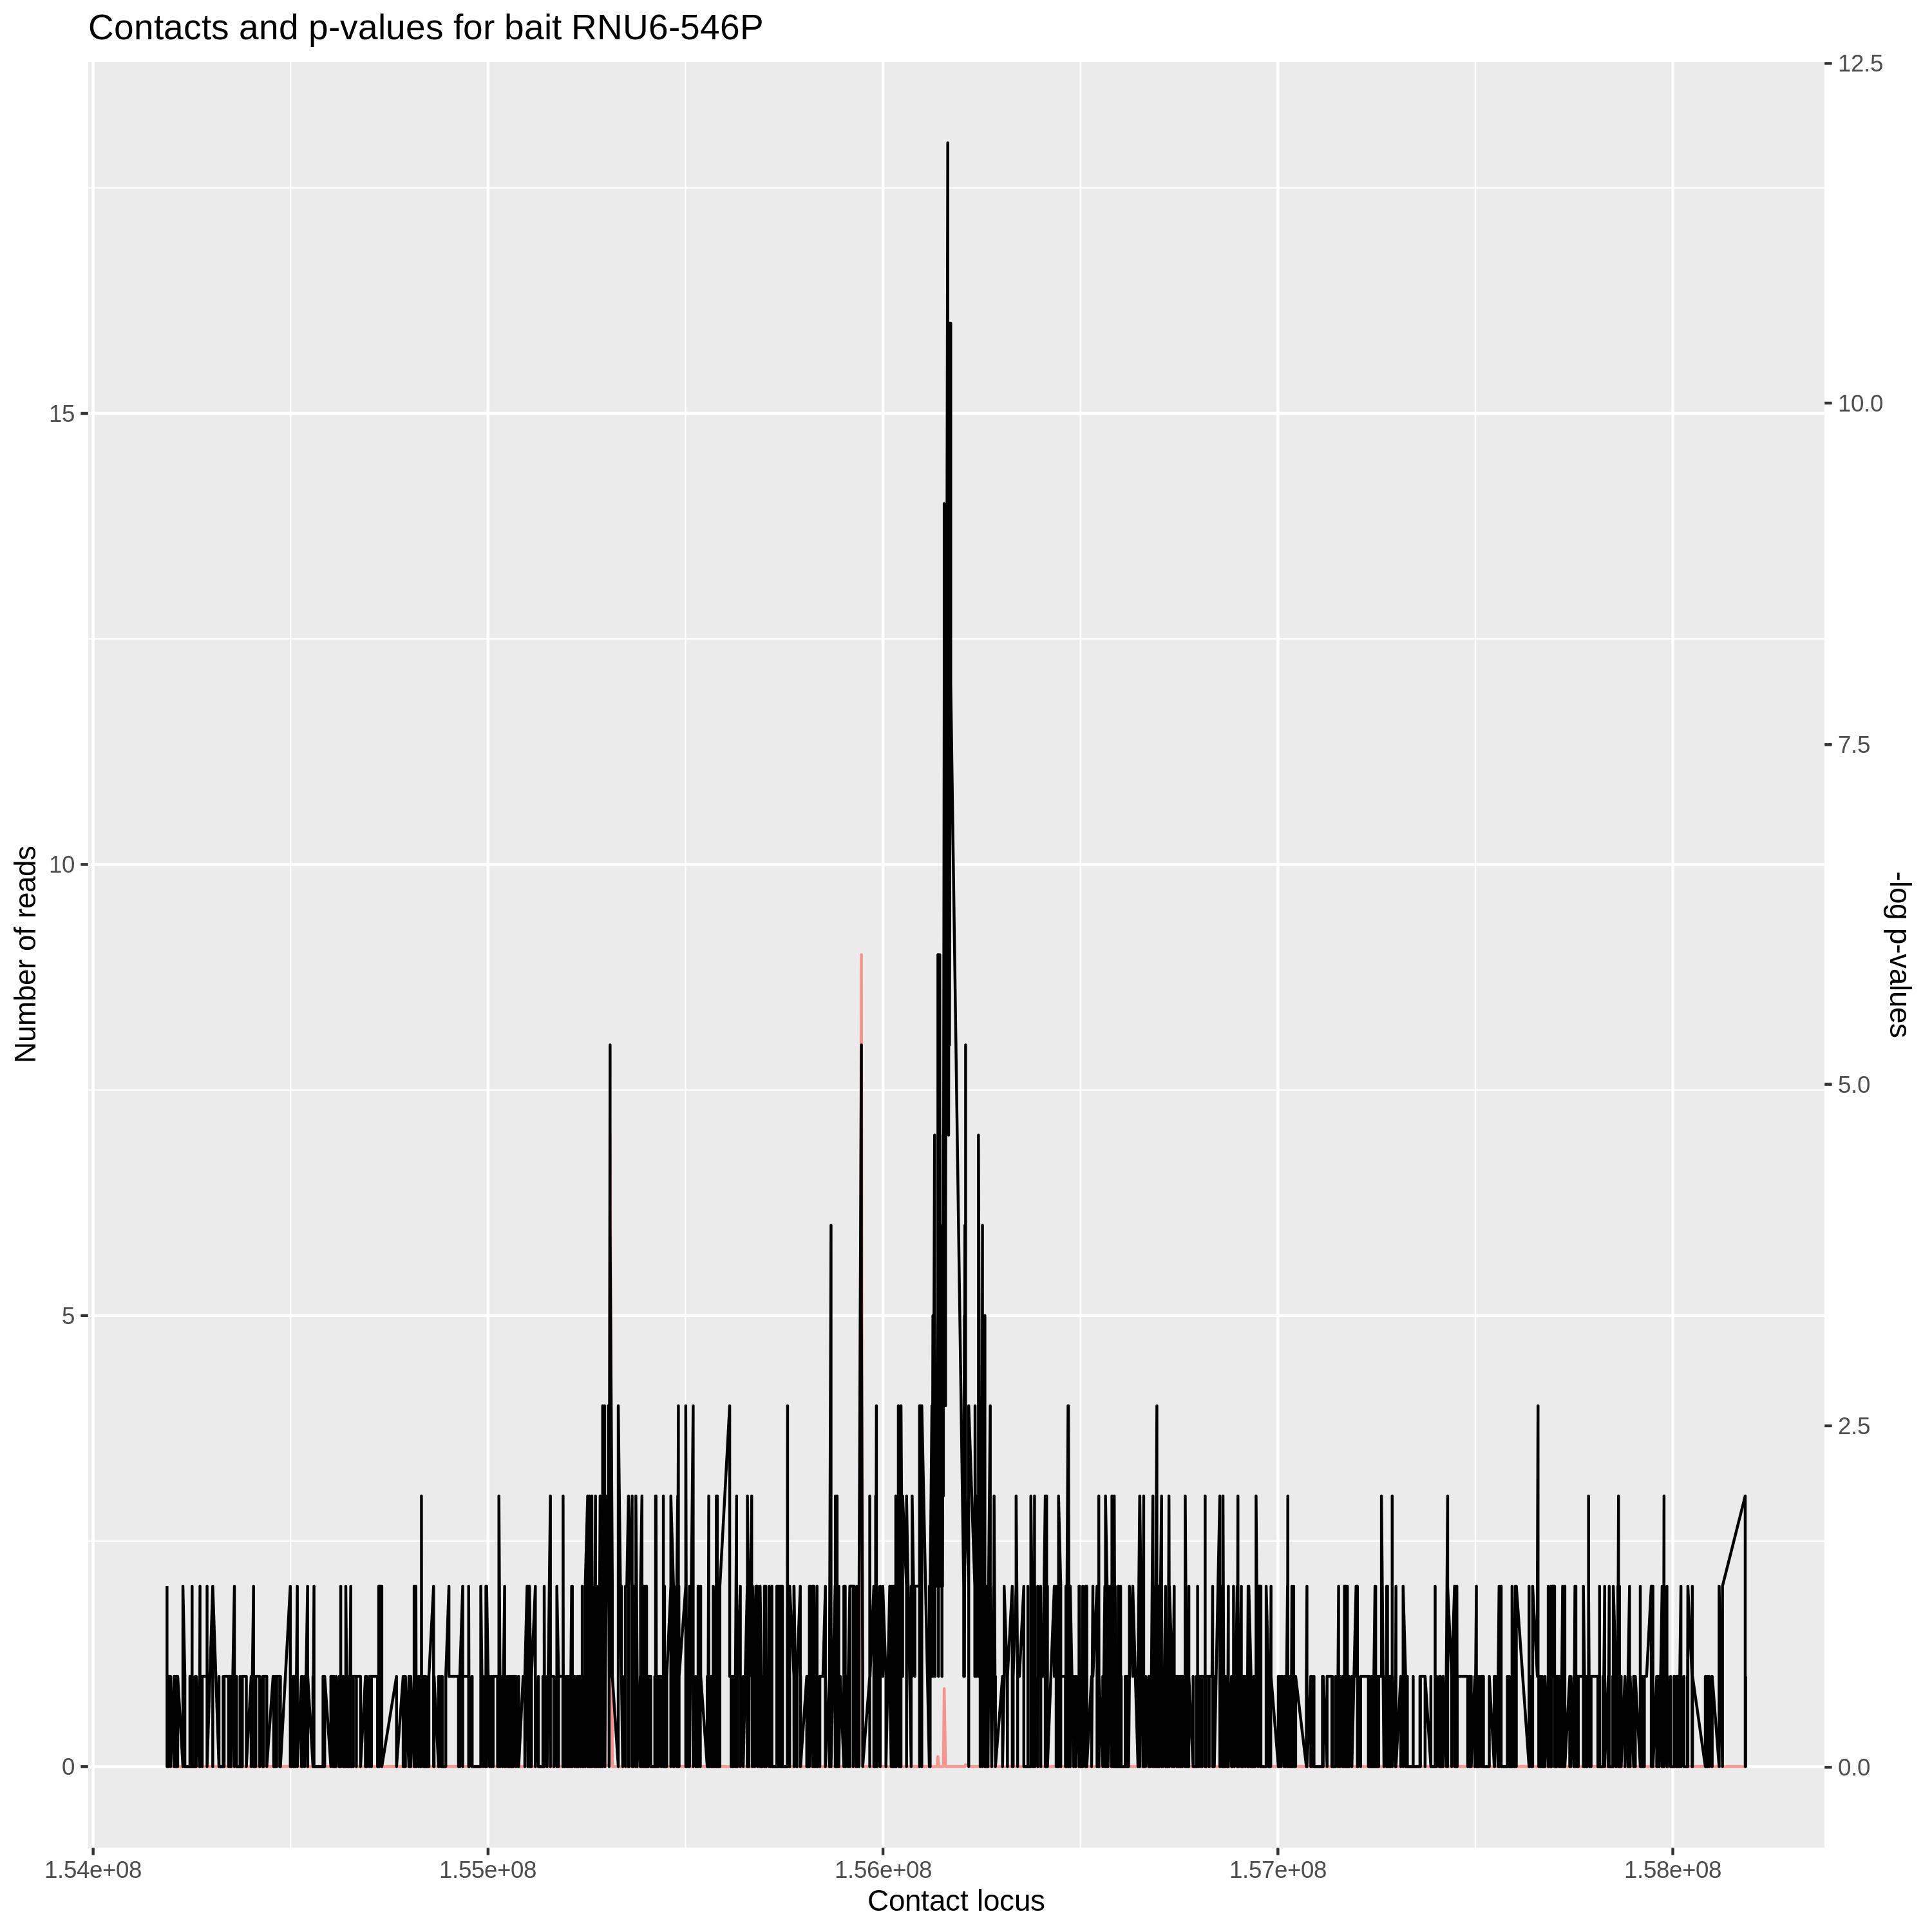 Contacts and p-values for bait RNU6-546P
Number of reads
15
10
5
0
12.5
10.0
7.5
5.0
2.5
0.0
-log p-values
1.54e+08
1.55e+08
1.56e+08
1.57e+08
1.58e+08
Contact locus